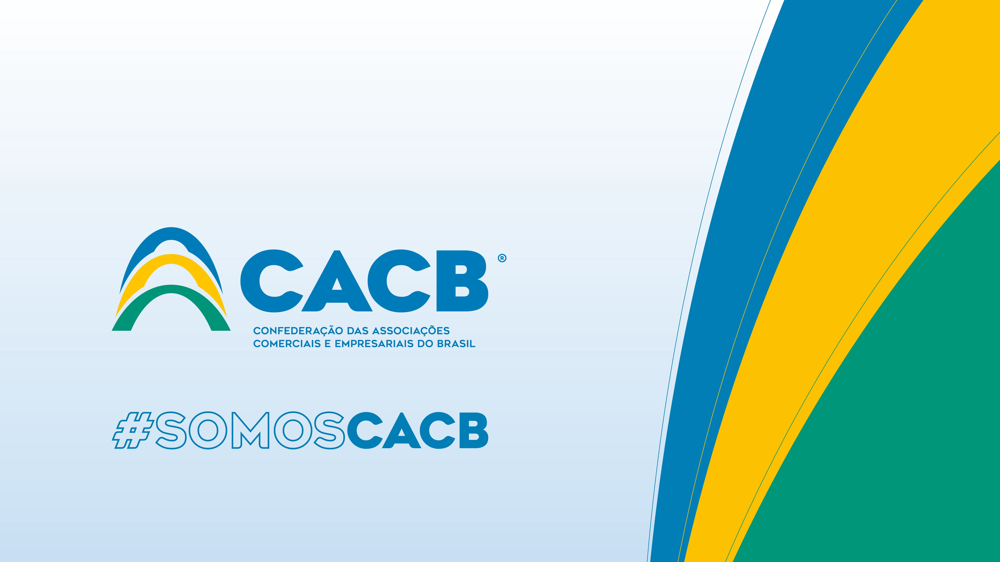 CACB ®
CONFEDERAÇÃO DAS ASSOCIAÇÕES
COMERCIAIS E EMPRESARIAIS DO BRASIL
#SOMOSCACB